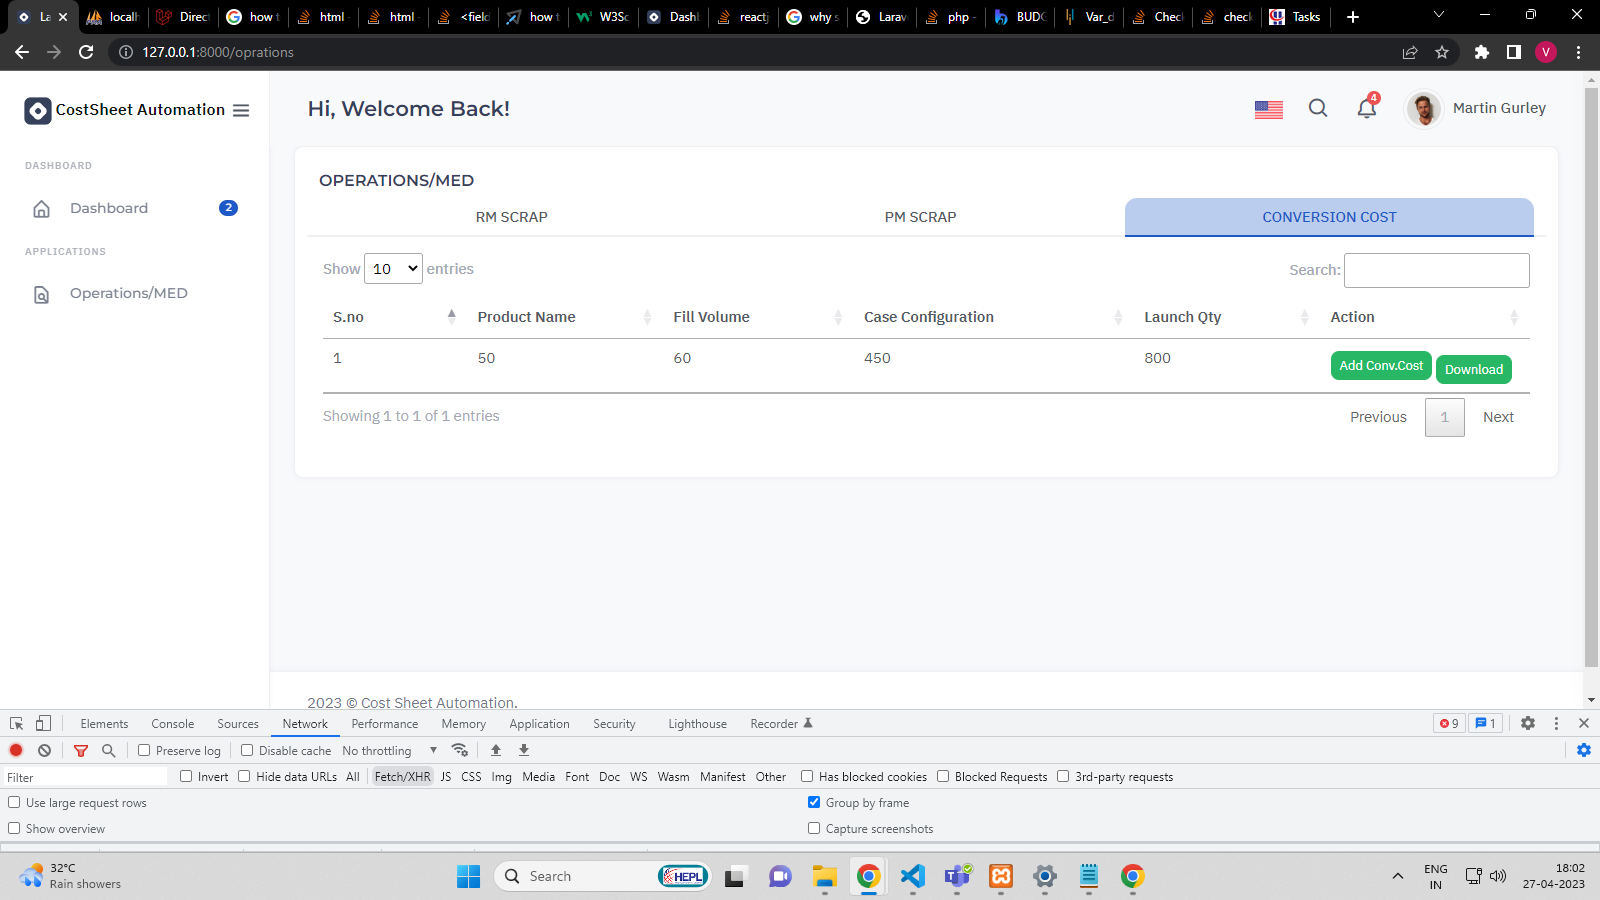 La
localh
Direct
how t
html
html
<field
how t
W3Sc
Dashl
reactj
why s
Larav
php -
BUDG
Var_d
Check
check
Tasks
127.0.0.1:8000/oprations
V
CostSheet Automation
Hi, Welcome Back!
4
Martin Gurley
DASHBOARD
Dashboard
2
APPLICATIONS
Operations/MED
OPERATIONS/MED
RM SCRAP
PM SCRAP
CONVERSION COST
Show 10 entries
Search:
S.no Product Name Fill Volume Case Configuration Launch Qty Action
1 50 60 450 800 Add Conv.Cost Download
Showing 1 to 1 of 1 entries
Previous 1 Next
2023 © Cost Sheet Automation.
Elements Console Sources Network Performance Memory Application Security Lighthouse Recorder 9 1
Preserve log Disable cache No throttling
Filter Invert Hide data URLs All Fetch/XHR JS CSS Img Media Font Doc WS Wasm Manifest Other Has blocked cookies Blocked Requests 3rd-party requests
Use large request rows Group by frame
Show overview Capture screenshots
32°C
Rain showers
Search
HEPL
ENG
IN
18:02
27-04-2023